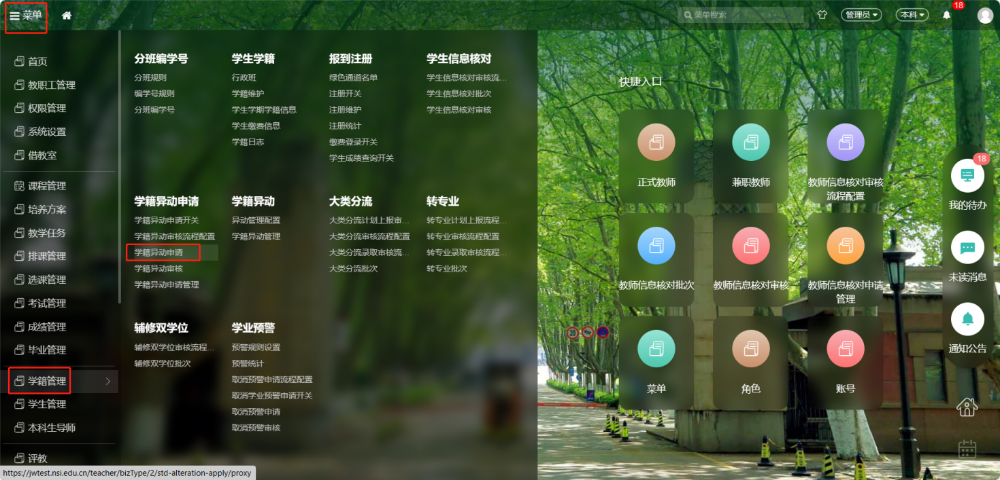 菜单
菜单搜索
管理员
本科
18
首页
教职工管理
权限管理
系统设置
借教室
课程管理
培养方案
教学任务
排课管理
选课管理
考试管理
成绩管理
毕业管理
学籍管理
学生管理
本科生导师
评教
分班编学号
分班规则
编学号规则
分班编学号
学生学籍
行政班
学籍维护
学生学期学籍信息
学生缴费信息
学籍日志
报到注册
绿色通道名单
注册开关
注册维护
注册统计
缴费登录开关
学生成绩查询开关
学生信息核对
学生信息核对审核流...
学生信息核对批次
学生信息核对审核
学籍异动申请
学籍异动申请开关
学籍异动审核流程配置
学籍异动申请
学籍异动审核
学籍异动申请管理
学籍异动
异动管理配置
学籍异动管理
大类分流
大类分流计划上报审...
大类分流审核流程配置
大类分流录取审核流...
大类分流批次
转专业
转专业计划上报流程...
转专业审核流程配置
转专业录取审核流程...
转专业批次
辅修双学位
辅修双学位审核流程...
辅修双学位批次
学业预警
预警规则设置
预警统计
取消预警申请流程配置
取消学业预警申请开关
取消预警申请
取消预警审核
快捷入口
正式教师
兼职教师
教师信息核对审核
流程配置
教师信息核对批次
教师信息核对审核
教师信息核对申请
管理
菜单
角色
账号
18
我的待办
未读消息
通知公告
20
https://jwtest.nsi.edu.cn/teacher/bizType/2/std-alteration-apply/proxy